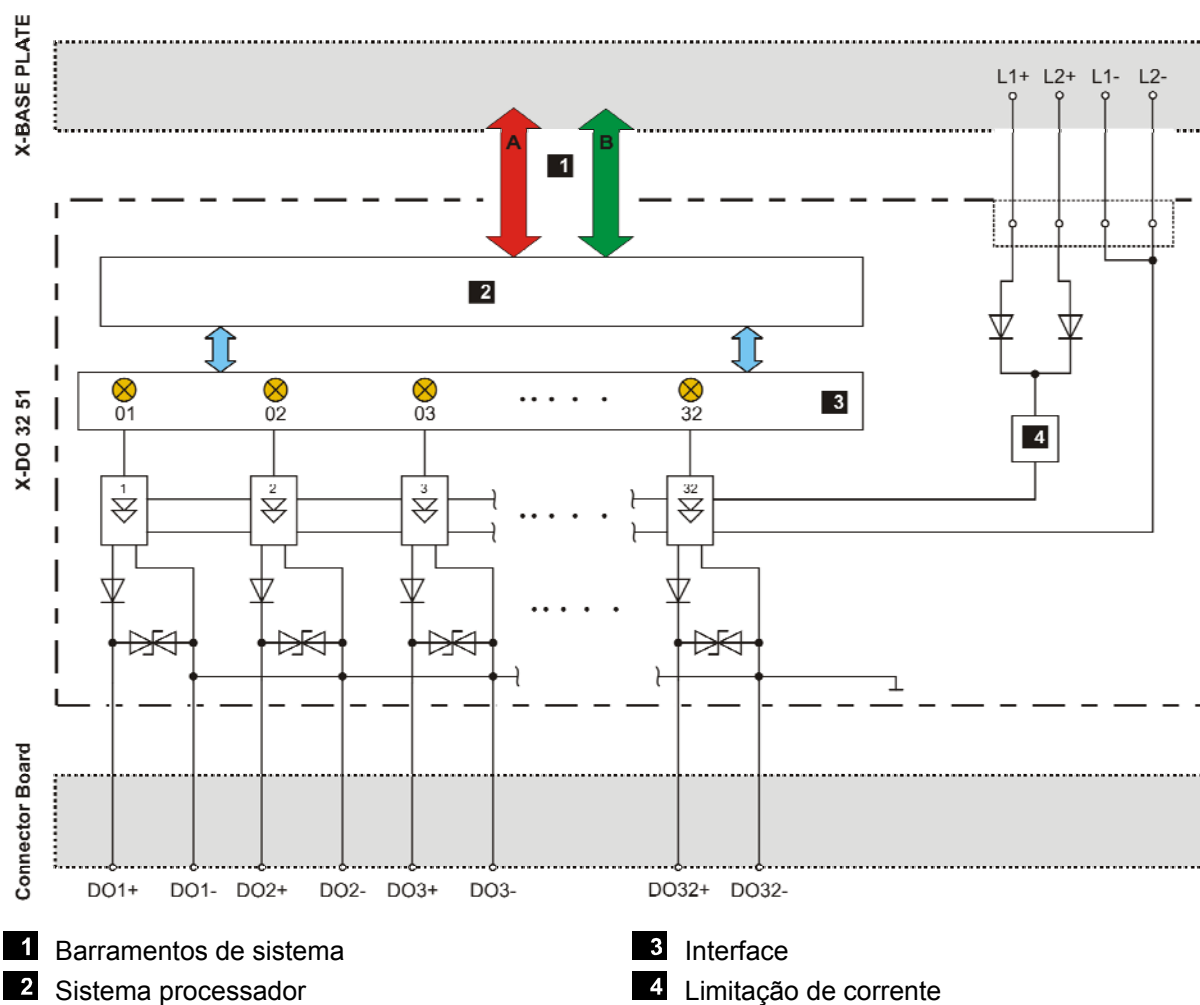 X-BASE PLATE
L1+ L2+ L1- L2-
A B
1
2
X-DO 32 51
01 02 03 32
3
4
1 2 3 32
Connector Board
DO1+ DO1- DO2+ DO2- DO3+ DO3- DO32+ DO32-
1 Barramentos de sistema
3 Interface
2 Sistema processador
4 Limitação de corrente